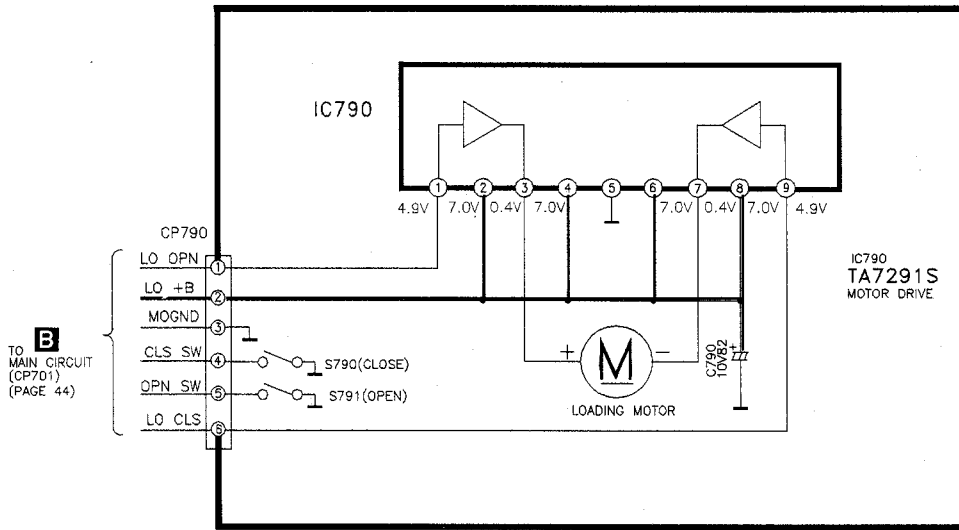 IC790
1 2 3 4 5 6 7 8 9
4.9V 7.0V 0.4V 7.0V 7.0V 0.4V 7.0V 4.9V
CP790
LO OPN 1
LO +B 2
MOGND 3
CLS SW 4
S790(CLOSE)
OPN SW 5
S791(OPEN)
LO CLS 6
TO B
MAIN CIRCUIT
(CP701)
(PAGE 44)
+ M −
LOADING MOTOR
C790
10V82
+
IC790
TA7291S
MOTOR DRIVE